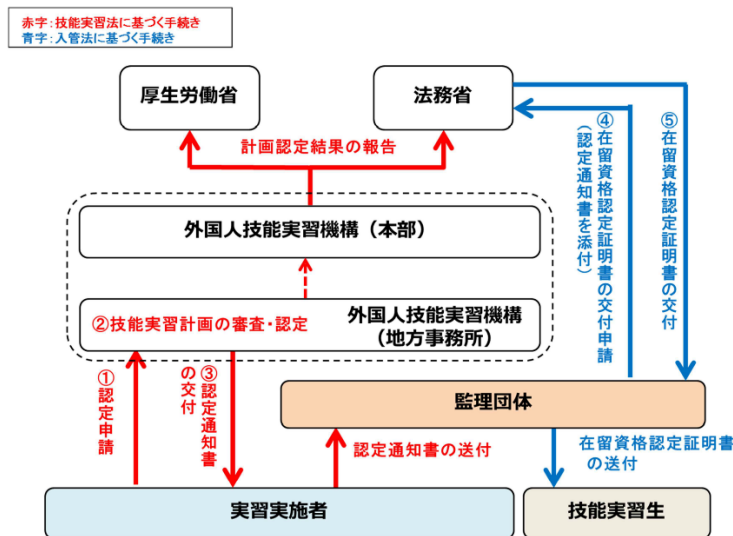 赤字:技能実習法に基づく手続き
青字:入管法に基づく手続き
厚生労働省
法務省
計画認定結果の報告
④在留資格認定証明書の交付申請
(認定通知書を添付)
⑤在留資格認定証明書の交付
外国人技能実習機構(本部)
②技能実習計画の審査・認定
外国人技能実習機構
(地方事務所)
①認定申請
③認定通知書
の交付
監理団体
認定通知書の送付
在留資格認定証明書
の送付
実習実施者
技能実習生